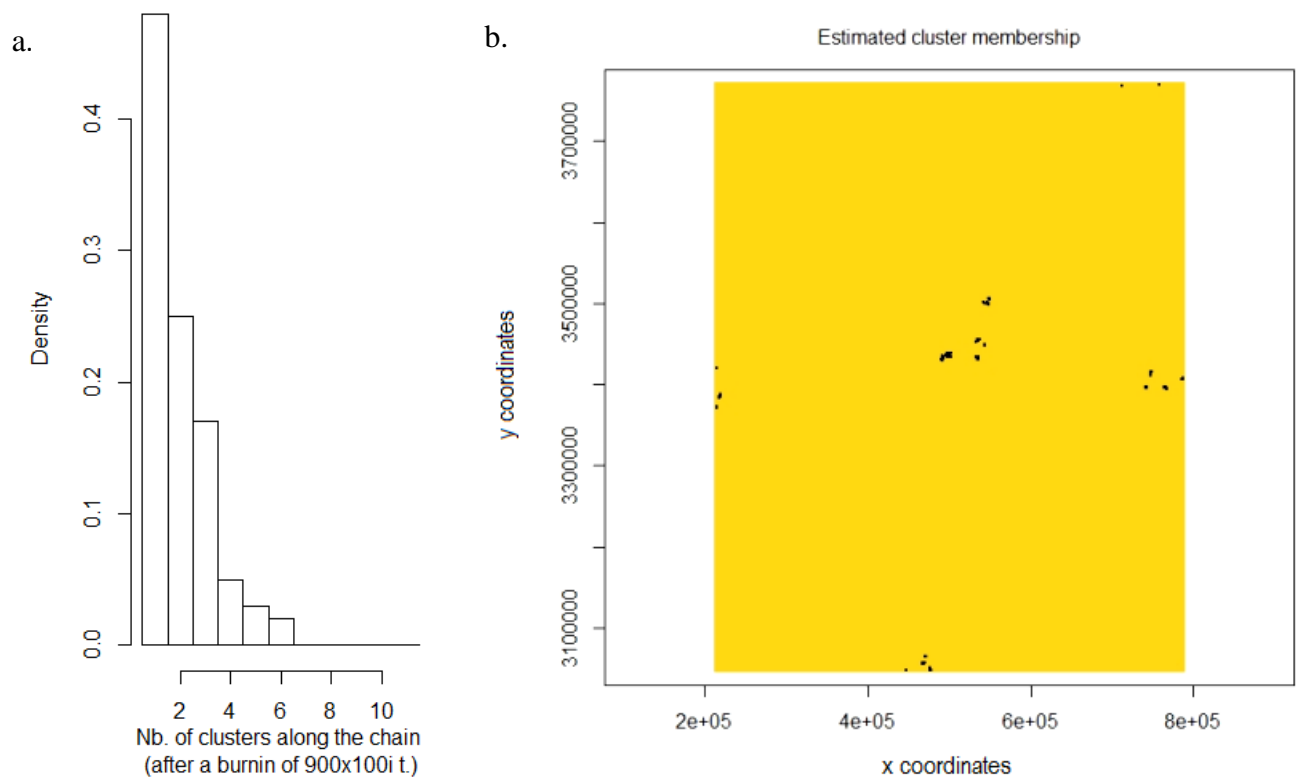 a.
0.0 0.1 0.2 0.3 0.4
Density
2 4 6 8 10
Nb. of clusters along the chain
(after a burnin of 900x100i t.)
b.
Estimated cluster membership
3100000 3300000 3500000 3700000
y coordinates
2e+05 4e+05 6e+05 8e+05
x coordinates